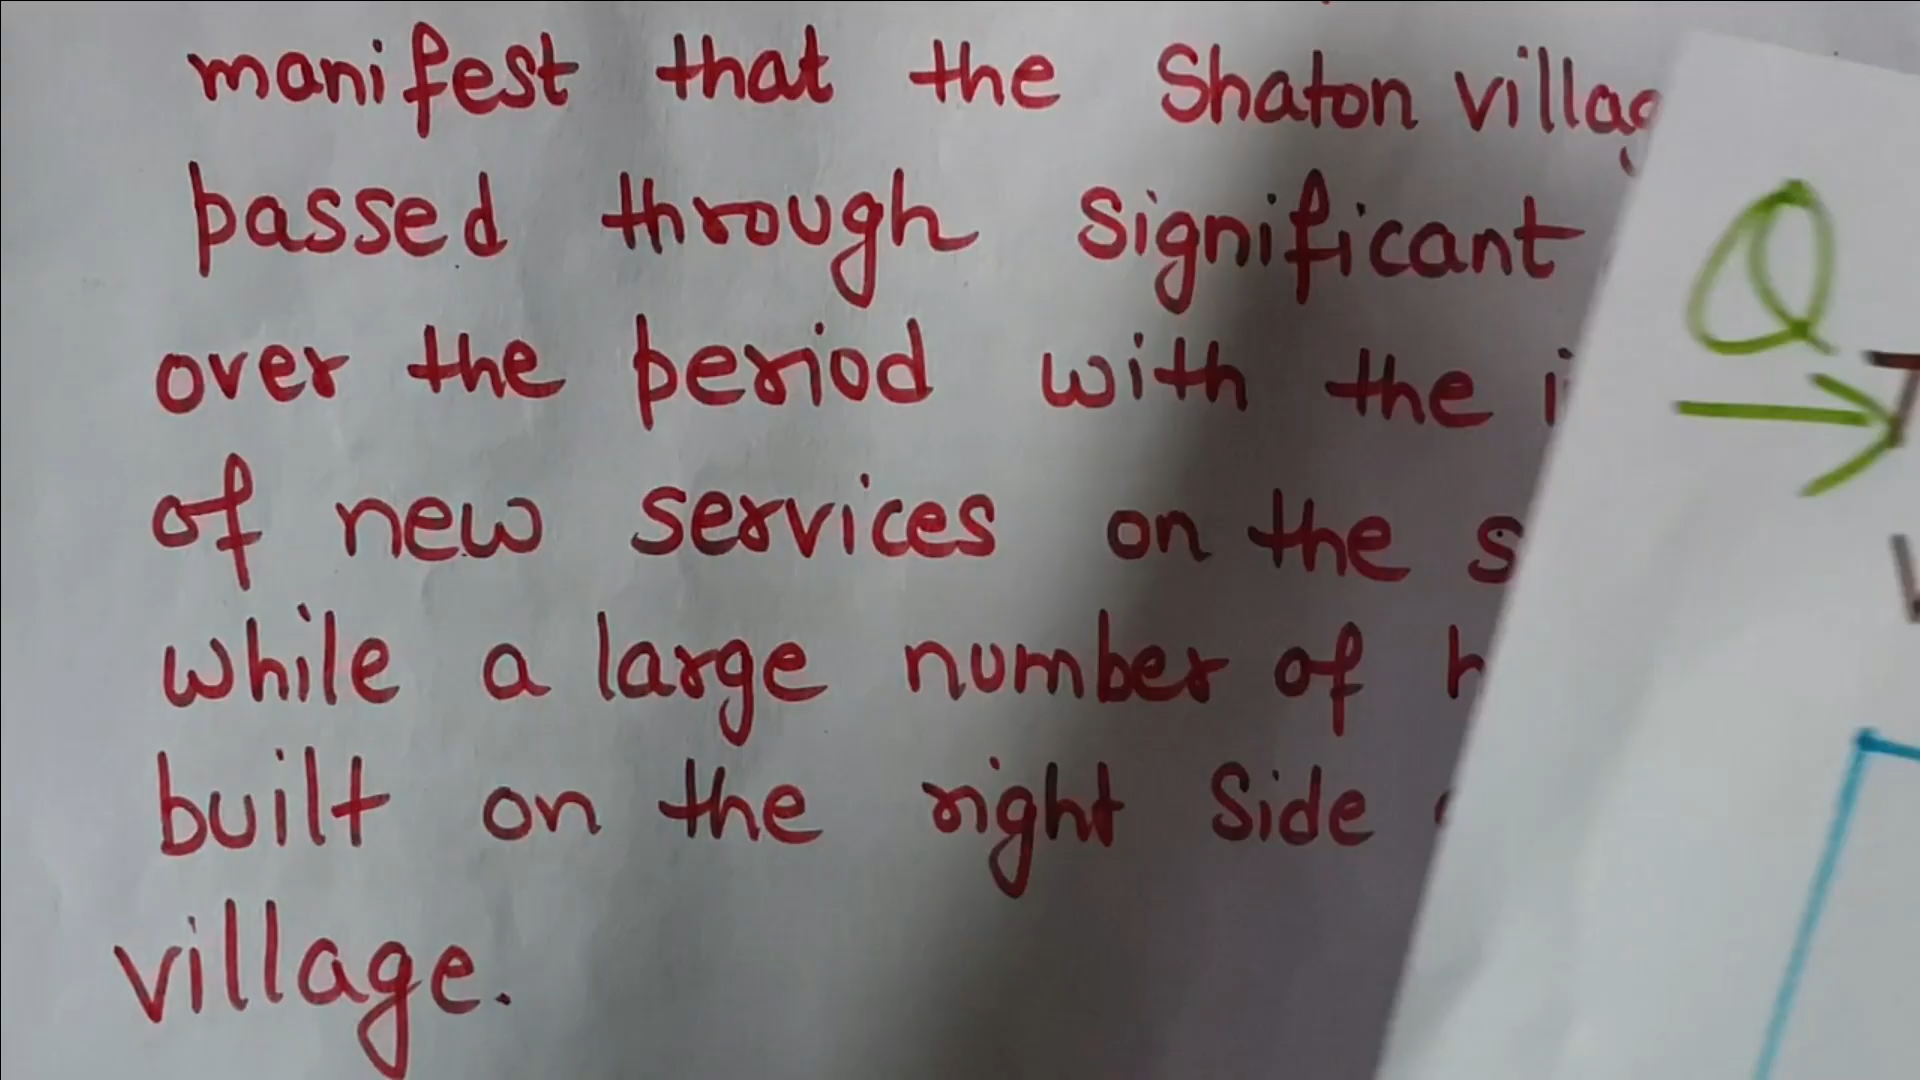 manifest that the Shaton villag
passed through significant
over the period with the i
of new services on the s
while a large number of h
built on the right side
village.
Q